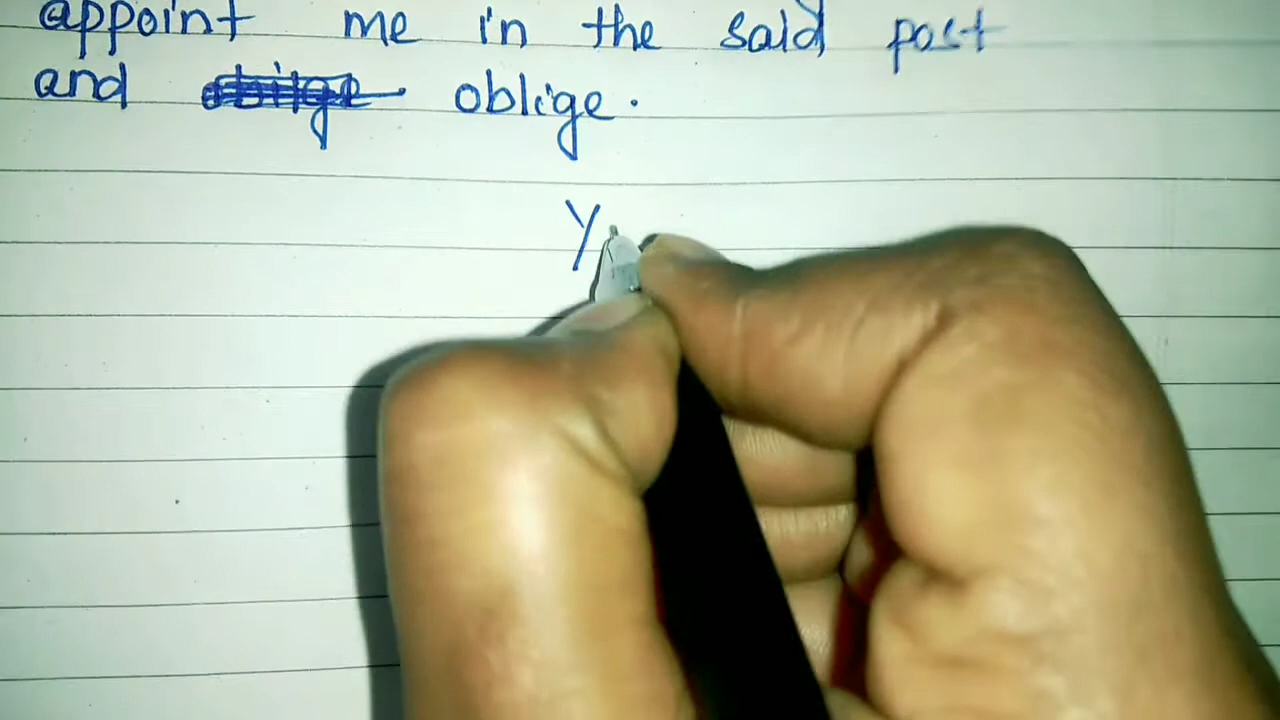 appoint me in the said post
and oblige.
Y